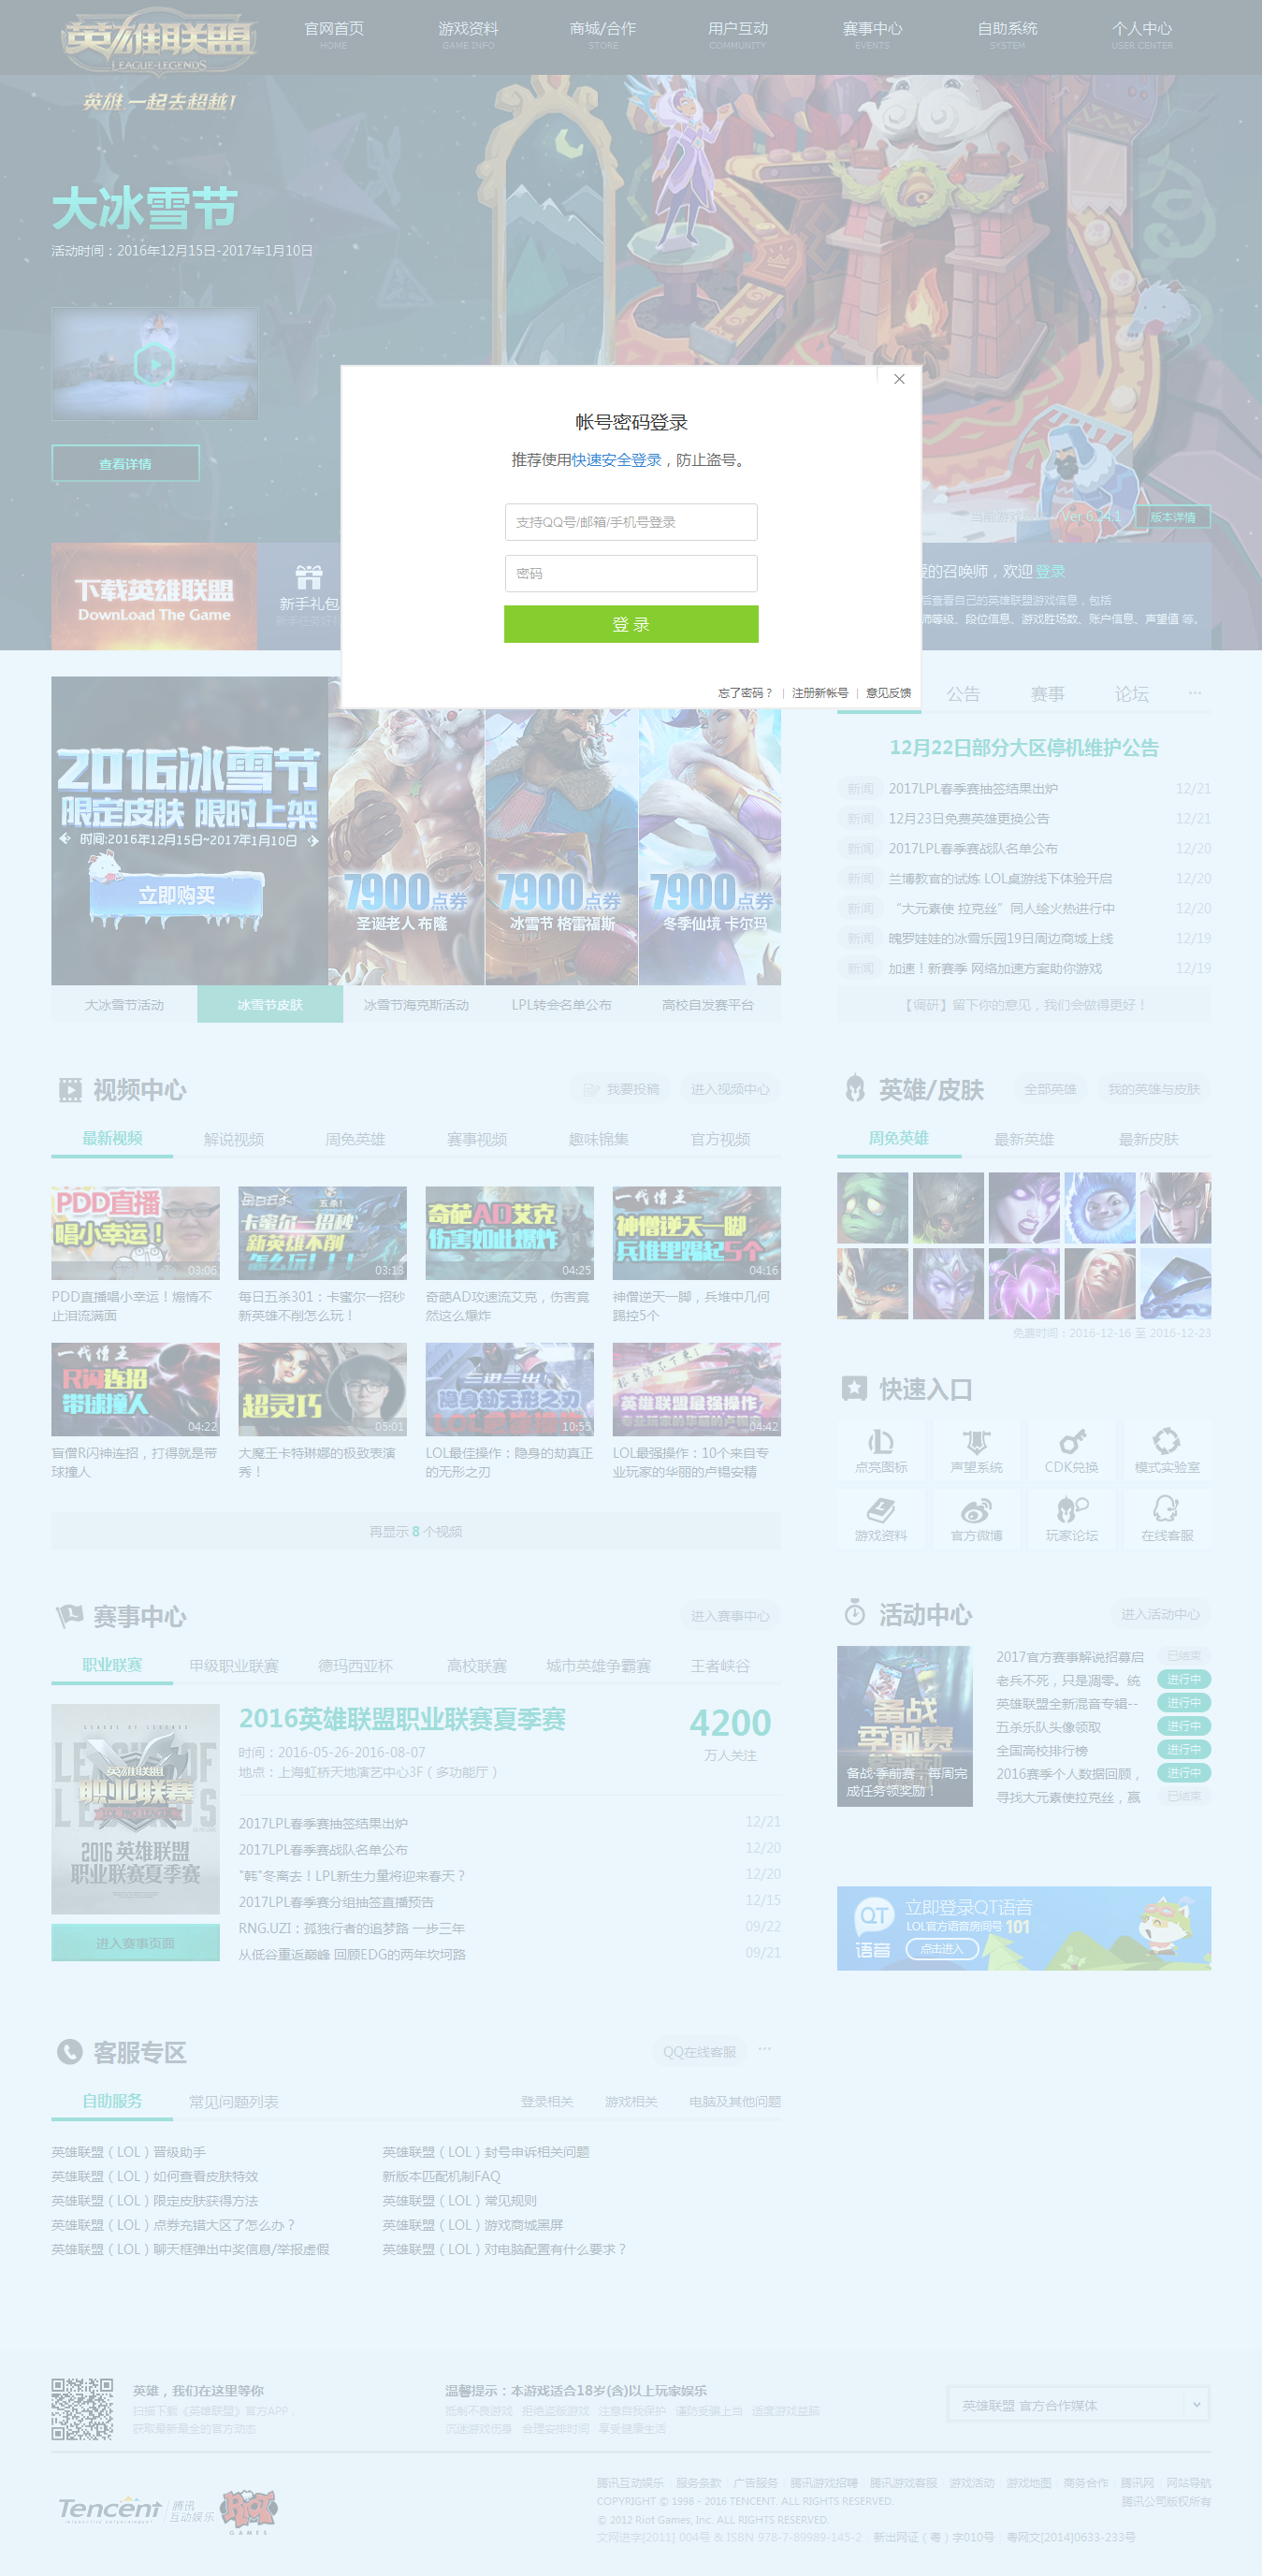 英雄联盟
LEAGUE of LEGENDS
官网首页 游戏资料 商城/合作 用户互动 赛事中心 自助系统 个人中心
HOME GAME INFO STORE COMMUNITY EVENTS SYSTEM USER CENTER
英雄 一起去超越!
大冰雪节
活动时间：2016年12月15日-2017年1月10日
查看详情
帐号密码登录
推荐使用快速安全登录，防止盗号。
支持QQ号/邮箱/手机号登录
密码
登 录
忘了密码？ | 注册新帐号 | 意见反馈
当前游戏
Ver 6.24.1 版本详情
下载英雄联盟
DownLoad The Game
新手礼包
的召唤师，欢迎 登录
后查看自己的英雄联盟游戏信息，包括
师等级、段位信息、游戏胜场数、账户信息、声望值 等。
2016冰雪节
限定皮肤 限时上架
时间:2016年12月15日~2017年1月10日
立即购买
7900点券 7900点券 7900点券
圣诞老人 布隆 冰雪节 格雷福斯 冬季仙境 卡尔玛
大冰雪节活动 冰雪节皮肤 冰雪节海克斯活动 LPL转会名单公布 高校自发赛平台
公告 赛事 论坛 ···
12月22日部分大区停机维护公告
新闻 2017LPL春季赛抽签结果出炉 12/21
新闻 12月23日免费英雄更换公告 12/21
新闻 2017LPL春季赛战队名单公布 12/20
新闻 兰博教官的试炼 LOL桌游线下体验开启 12/20
新闻 “大元素使 拉克丝”同人绘火热进行中 12/20
新闻 魄罗娃娃的冰雪乐园19日周边商城上线 12/19
新闻 加速！新赛季 网络加速方案助你游戏 12/19
【调研】留下你的意见，我们会做得更好！
视频中心 我要投稿 进入视频中心
最新视频 解说视频 周免英雄 赛事视频 趣味锦集 官方视频
PDD直播
唱小幸运！
03:06
每日五杀 五杀!
卡蜜尔一招秒
新英雄不削
怎么玩！！！
03:13
奇葩AD艾克
伤害如此爆炸
04:25
一代僧王
神僧逆天一脚
兵堆里踢起5个
04:16
PDD直播唱小幸运！煽情不
止泪流满面
每日五杀301：卡蜜尔一招秒
新英雄不削怎么玩！
奇葩AD攻速流艾克，伤害竟
然这么爆炸
神僧逆天一脚，兵堆中几何
踢控5个
一代僧王
R闪连招
带球撞人
04:22
超灵巧
05:01
三进三出!
隐身劫无形之刃
LOL最佳操作
10:55
英雄联盟最强操作
04:42
盲僧R闪神连招，打得就是带
球撞人
大魔王卡特琳娜的极致表演
秀！
LOL最佳操作：隐身的劫真正
的无形之刃
LOL最强操作：10个来自专
业玩家的华丽的卢锡安精
再显示 8 个视频
英雄/皮肤 全部英雄 我的英雄与皮肤
周免英雄 最新英雄 最新皮肤
免费时间：2016-12-16 至 2016-12-23
快速入口
点亮图标 声望系统 CDK兑换 模式实验室
游戏资料 官方微博 玩家论坛 在线客服
赛事中心 进入赛事中心
职业联赛 甲级职业联赛 德玛西亚杯 高校联赛 城市英雄争霸赛 王者峡谷
LEAGUE OF LEGENDS
英雄联盟
职业联赛
2016 英雄联盟
职业联赛夏季赛
进入赛事页面
2016英雄联盟职业联赛夏季赛 4200
时间：2016-05-26-2016-08-07 万人关注
地点：上海虹桥天地演艺中心3F（多功能厅）
2017LPL春季赛抽签结果出炉 12/21
2017LPL春季赛战队名单公布 12/20
"韩"冬离去！LPL新生力量将迎来春天？ 12/20
2017LPL春季赛分组抽签直播预告 12/15
RNG.UZI：孤独行者的追梦路 一步三年 09/22
从低谷重返巅峰 回顾EDG的两年坎坷路 09/21
活动中心 进入活动中心
备战
季前赛
备战·季前赛，每周完
成任务领奖励！
2017官方赛事解说招募启 已结束
老兵不死，只是凋零。统 进行中
英雄联盟全新混音专辑-- 进行中
五杀乐队头像领取 进行中
全国高校排行榜 进行中
2016赛季个人数据回顾， 进行中
寻找大元素使拉克丝，赢 已结束
QT
语音
立即登录QT语音
LOL官方语音房间号 101
点击进入
客服专区 QQ在线客服 ···
自助服务 常见问题列表 登录相关 游戏相关 电脑及其他问题
英雄联盟（LOL）晋级助手 英雄联盟（LOL）封号申诉相关问题
英雄联盟（LOL）如何查看皮肤特效 新版本匹配机制FAQ
英雄联盟（LOL）限定皮肤获得方法 英雄联盟（LOL）常见规则
英雄联盟（LOL）点券充错大区了怎么办？ 英雄联盟（LOL）游戏商城黑屏
英雄联盟（LOL）聊天框弹出中奖信息/举报虚假 英雄联盟（LOL）对电脑配置有什么要求？
英雄，我们在这里等你
扫描下载《英雄联盟》官方APP，
获取最新最全的官方动态
温馨提示：本游戏适合18岁(含)以上玩家娱乐
抵制不良游戏 拒绝盗版游戏 注意自我保护 谨防受骗上当 适度游戏益脑
沉迷游戏伤身 合理安排时间 享受健康生活
英雄联盟 官方合作媒体
Tencent 腾讯
互动娱乐
RIOT
GAMES
腾讯互动娱乐 | 服务条款 | 广告服务 | 腾讯游戏招聘 | 腾讯游戏客服 | 游戏活动 | 游戏地图 | 商务合作 | 腾讯网 | 网站导航
COPYRIGHT © 1998 - 2016 TENCENT. ALL RIGHTS RESERVED. 腾讯公司版权所有
© 2012 Riot Games, Inc. ALL RIGHTS RESERVED.
文网进字[2011] 004号 & ISBN 978-7-89989-145-2 | 新出网证（粤）字010号 | 粤网文[2014]0633-233号